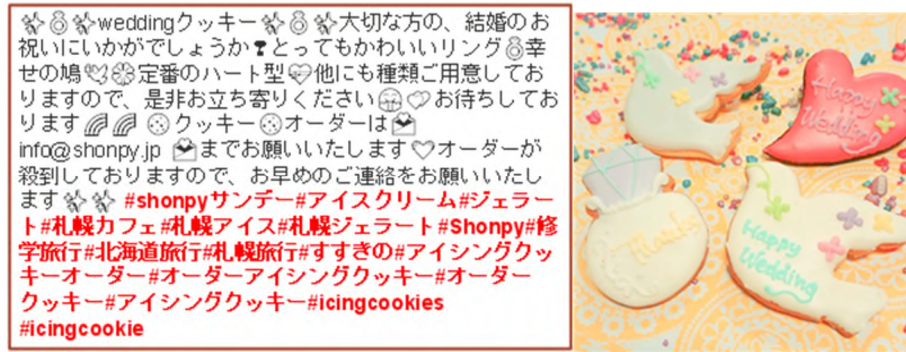 ✨💍✨weddingクッキー✨💍✨大切な方の、結婚のお
祝いにいかがでしょうか❣とってもかわいいリング💍幸
せの鳩🕊💮定番のハート型💛他にも種類ご用意してお
りますので、是非お立ち寄りください😁💛お待ちしてお
ります🌈🌈 🍪クッキー🍪オーダーは💌
info@shonpy.jp 💌までお願いいたします♡オーダーが
殺到しておりますので、お早めのご連絡をお願いいたし
ます✨✨ #shonpyサンデー#アイスクリーム#ジェラー
ト#札幌カフェ#札幌アイス#札幌ジェラート#Shonpy#修
学旅行#北海道旅行#札幌旅行#すすきの#アイシングクッ
キーオーダー#オーダーアイシングクッキー#オーダー
クッキー#アイシングクッキー#icingcookies
#icingcookie
Happy
Wedding
Thanks
Happy
Wedding